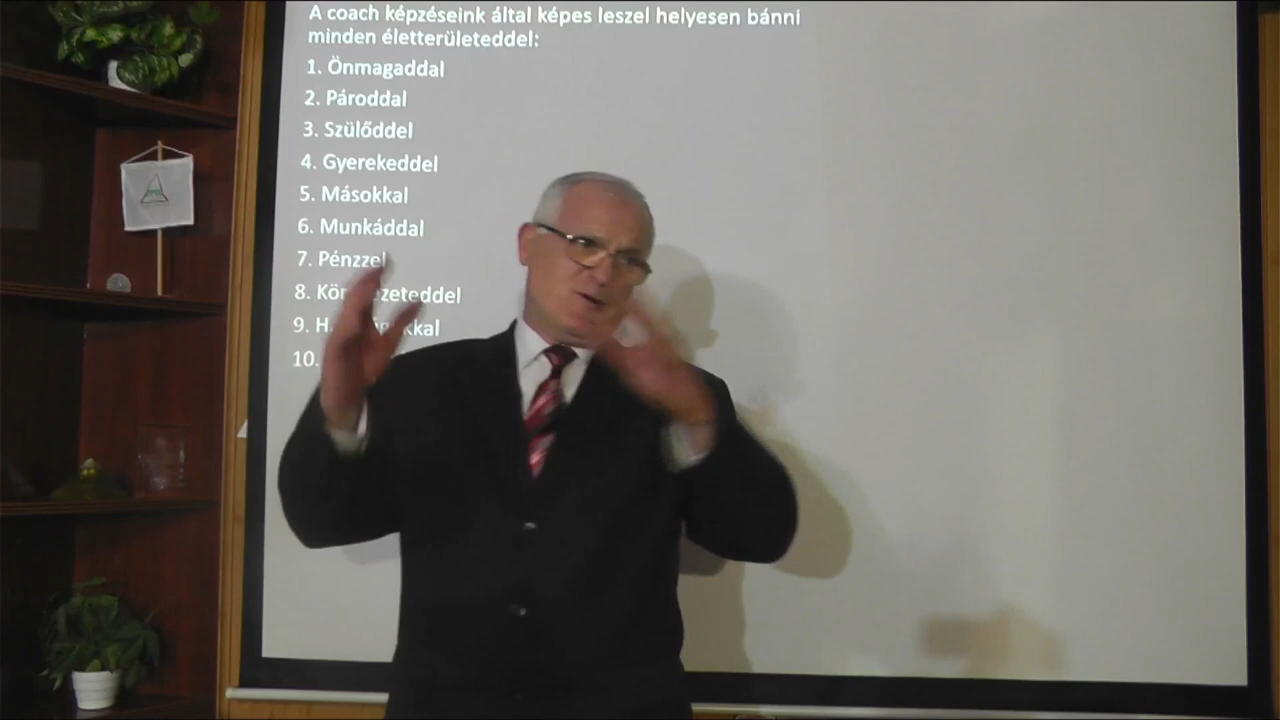 A coach képzéseink által képes leszel helyesen bánni
minden életterületeddel:
1. Önmagaddal
2. Pároddal
3. Szülőddel
4. Gyerekeddel
5. Másokkal
6. Munkáddal
7. Pénzzel
8.
9.
10.